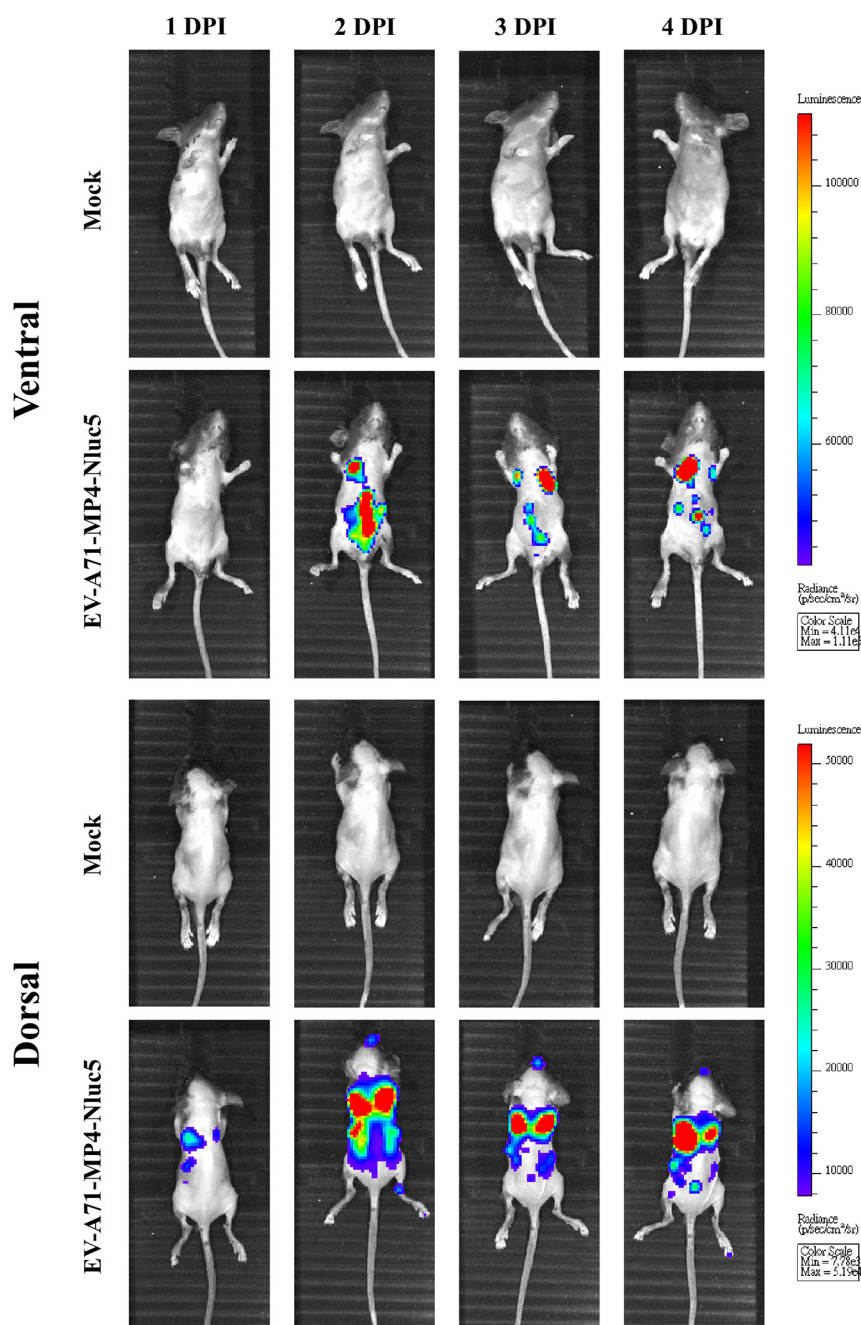 1 DPI 2 DPI 3 DPI 4 DPI
Ventral
Mock
Luminescence
100000
80000
60000
EV-A71-MP4-Nluc5
Radiance
(p/sec/cm²/sr)
Color Scale
Min = 4.11e4
Max = 1.11e
Dorsal
Mock
Luminescence
50000
40000
30000
20000
10000
EV-A71-MP4-Nluc5
Radiance
(p/sec/cm²/sr)
Color Scale
Min = 7.78e3
Max = 5.19e4